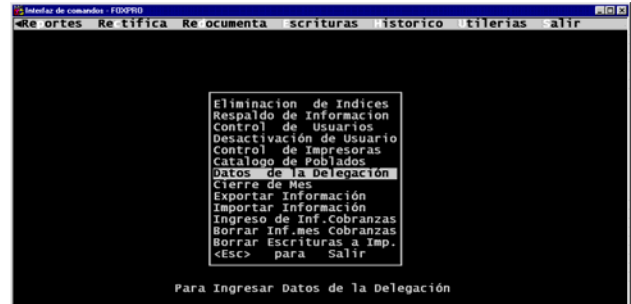 Interfaz de comandos - FOXPRO
◄Re ortes Re tifica Re ocumenta scrituras istorico tilerias alir
Eliminacion de Indices
Respaldo de Informacion
Control de Usuarios
Desactivación de Usuario
Control de Impresoras
Catalogo de Poblados
Datos de la Delegación
Cierre de Mes
Exportar Información
Importar Información
Ingreso de Inf.Cobranzas
Borrar Inf.mes Cobranzas
Borrar Escrituras a Imp.
<Esc> para Salir
Para Ingresar Datos de la Delegación